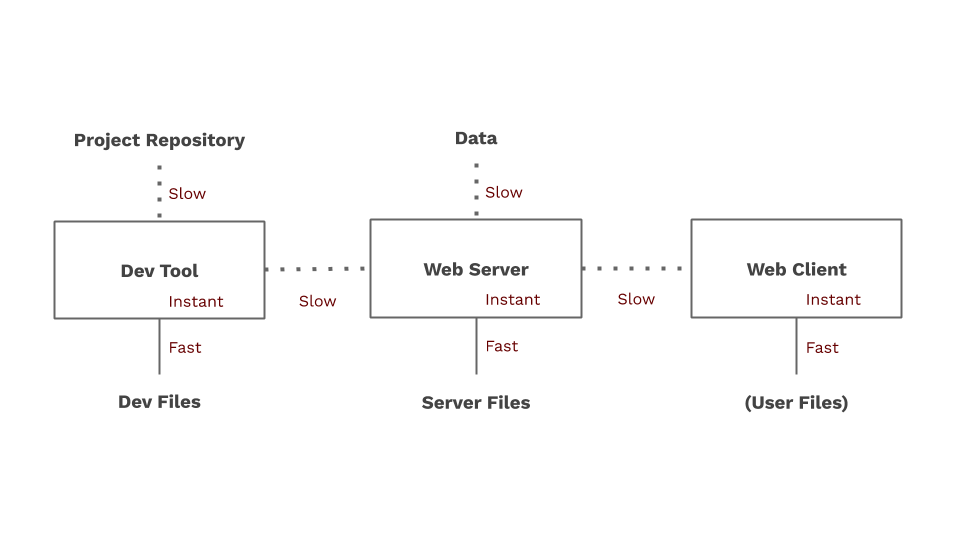 Project Repository
Data
Slow
Slow
Dev Tool
Web Server
Web Client
Instant
Slow
Instant
Slow
Instant
Fast
Fast
Fast
Dev Files
Server Files
(User Files)